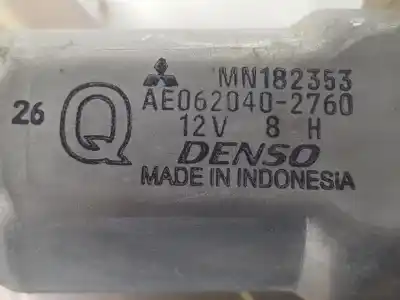 MN182353
26 Q AE062040-2760
12V 8 H
DENSO
MADE IN INDONESIA